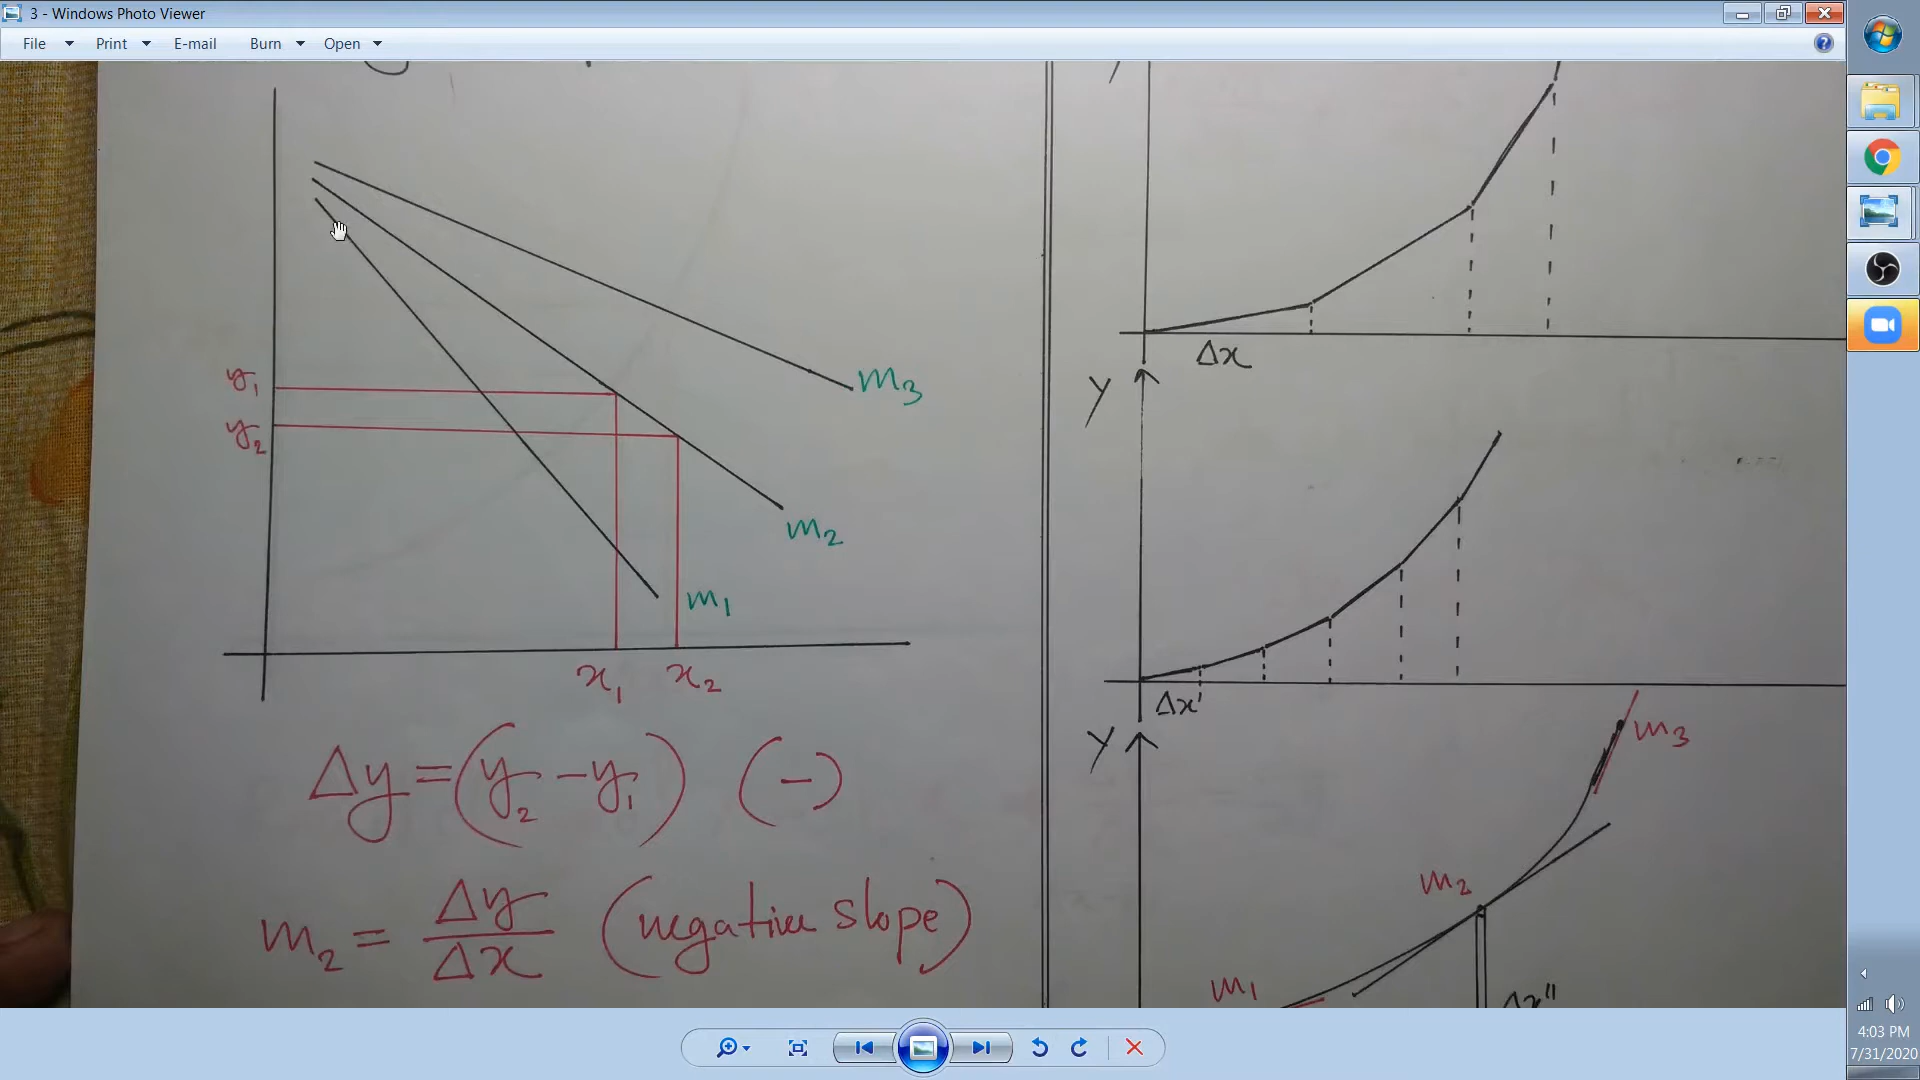 3 - Windows Photo Viewer
File Print E-mail Burn Open
m3
y1
y2
m2
m1
x1 x2
Δy = (y2 - y1) (-)
m2 = Δy/Δx (negative slope)
Δx
y
Δx'
y
m3
m2
m1
Δx"
4:03 PM
7/31/2020